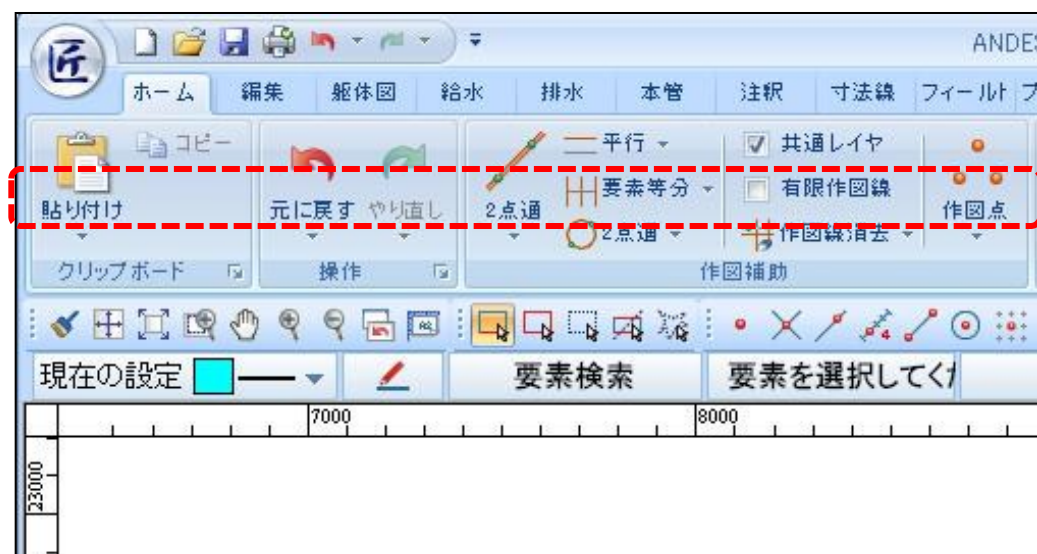 匠
ANDES
ホーム 編集 躯体図 給水 排水 本管 注釈 寸法線 フィールド
コピー 平行 共通レイヤ
要素等分 有限作図線
貼り付け 元に戻す やり直し 2点通 作図点
2点通 作図線消去
クリップボード 操作 作図補助
現在の設定 要素検索 要素を選択してく
7000 8000
23000